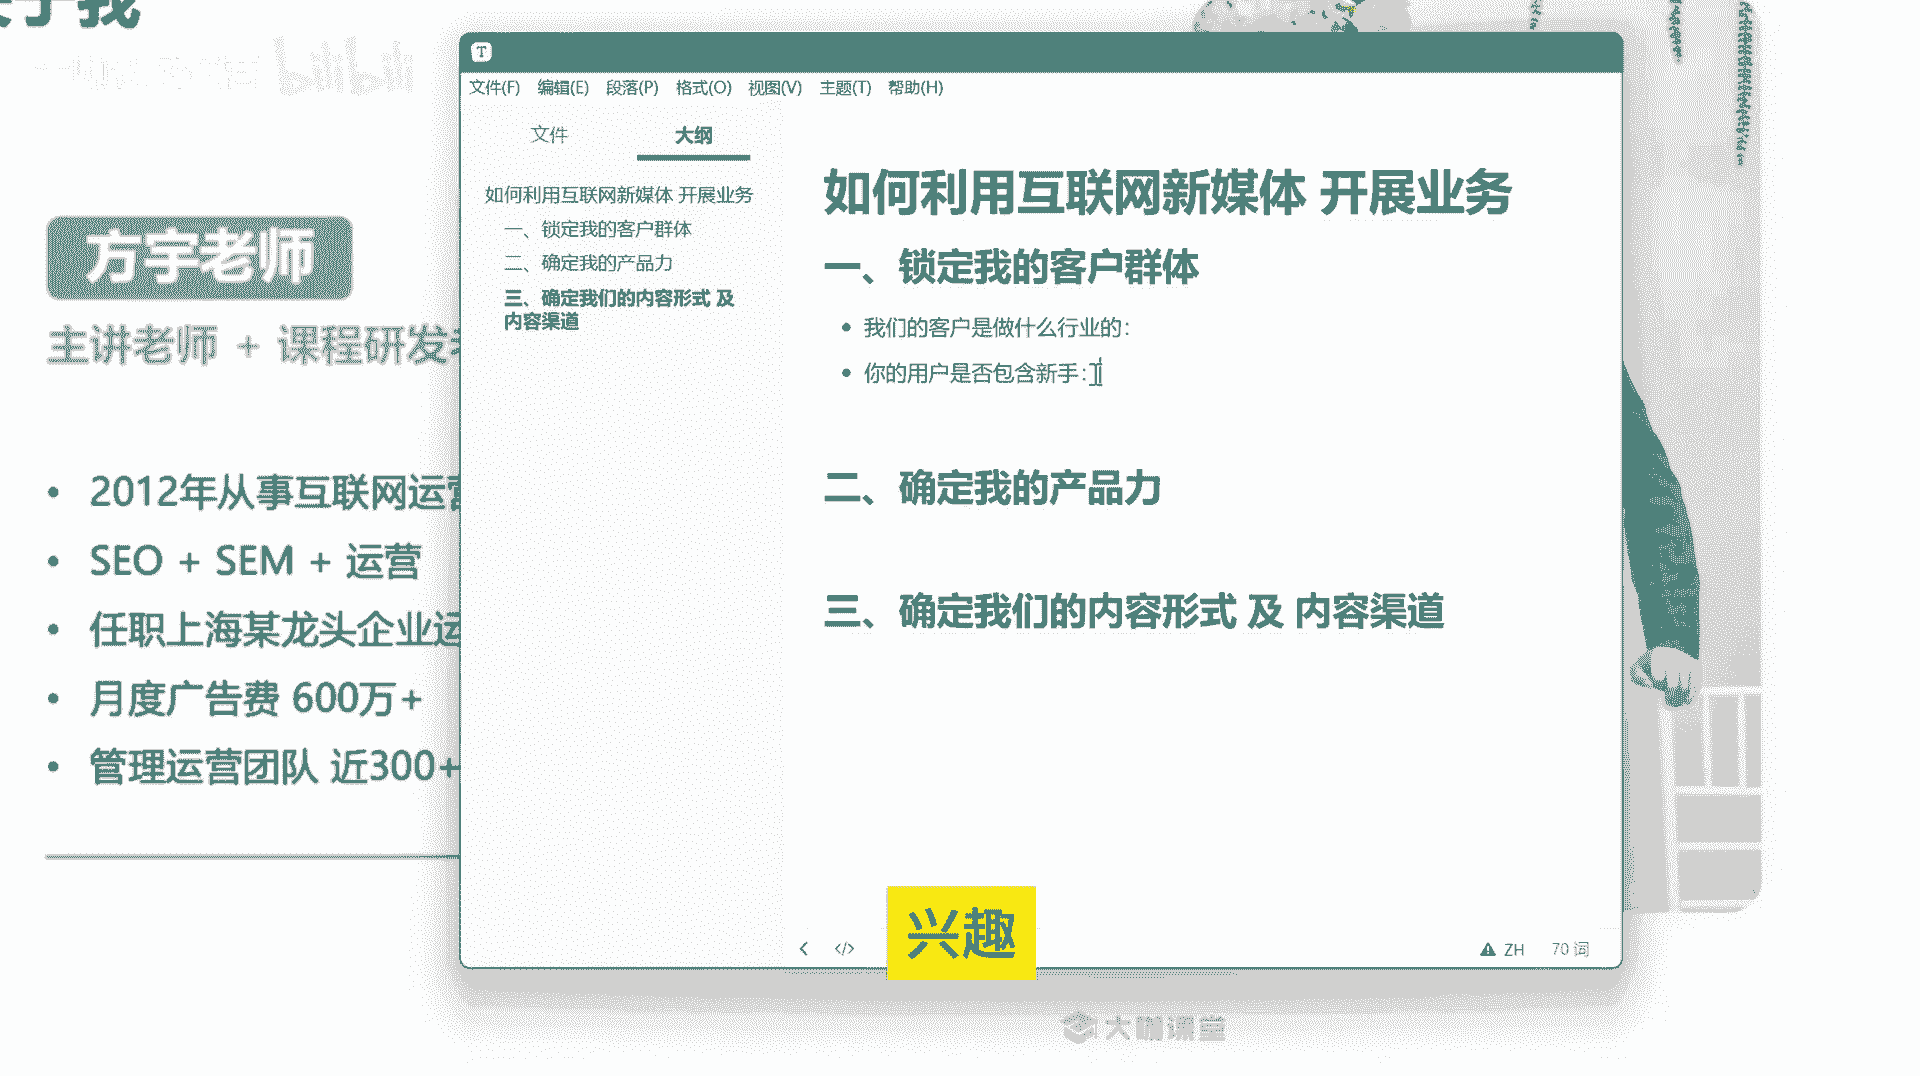 bilibili
方宇老师
主讲老师 + 课程研发
2012年从事互联网运营
SEO + SEM + 运营
任职上海某龙头企业运
月度广告费 600万+
管理运营团队 近300+
T
文件(F) 编辑(E) 段落(P) 格式(O) 视图(V) 主题(T) 帮助(H)
文件 大纲
如何利用互联网新媒体 开展业务
一、锁定我的客户群体
二、确定我的产品力
三、确定我们的内容形式 及
内容渠道
如何利用互联网新媒体 开展业务
一、锁定我的客户群体
我们的客户是做什么行业的：
你的用户是否包含新手：
二、确定我的产品力
三、确定我们的内容形式 及 内容渠道
</> 
兴趣
ZH 70 词
大咖课堂